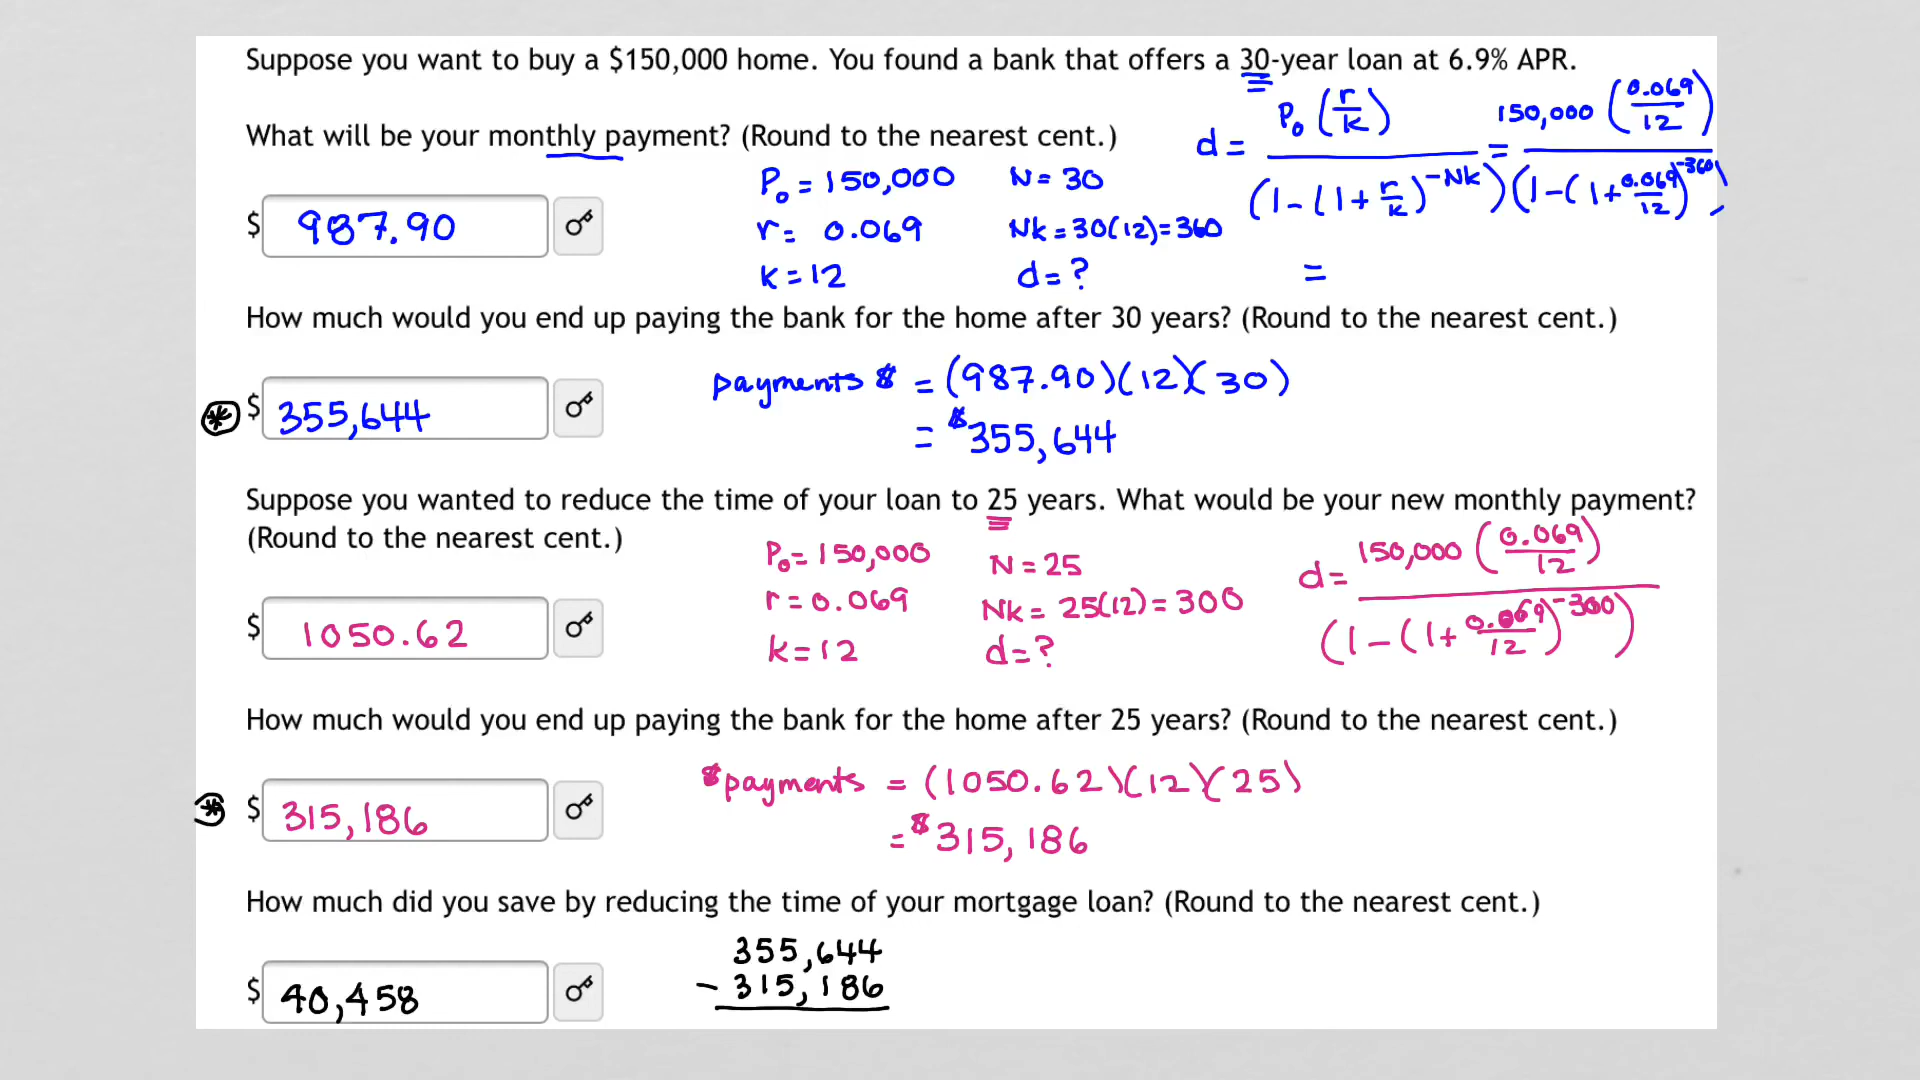 Suppose you want to buy a $150,000 home. You found a bank that offers a 30-year loan at 6.9% APR.
What will be your monthly payment? (Round to the nearest cent.)
d = P₀ (r/k) / (1-(1+r/k)^-Nk) = 150,000 (0.069/12) / (1-(1+0.069/12)^-360)
P₀ = 150,000 N = 30
$ 987.90
r = 0.069 Nk = 30(12) = 360
k = 12 d = ?
=
How much would you end up paying the bank for the home after 30 years? (Round to the nearest cent.)
payments $ = (987.90)(12)(30)
* $ 355,644
= $355,644
Suppose you wanted to reduce the time of your loan to 25 years. What would be your new monthly payment?
(Round to the nearest cent.)
P₀ = 150,000 N = 25
d = 150,000 (0.069/12) / (1-(1+0.069/12)^-300)
r = 0.069 Nk = 25(12) = 300
$ 1050.62
k = 12 d = ?
How much would you end up paying the bank for the home after 25 years? (Round to the nearest cent.)
$payments = (1050.62)(12)(25)
* $ 315,186
= $315,186
How much did you save by reducing the time of your mortgage loan? (Round to the nearest cent.)
355,644
- 315,186
$ 40,458